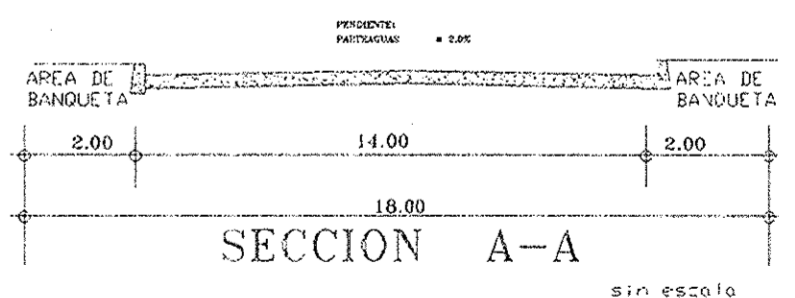 PENDIENTE:
PARTEAGUAS = 2.0%
AREA DE
BANQUETA
AREA DE
BANQUETA
2.00
14.00
2.00
18.00
SECCION A-A
sin escala